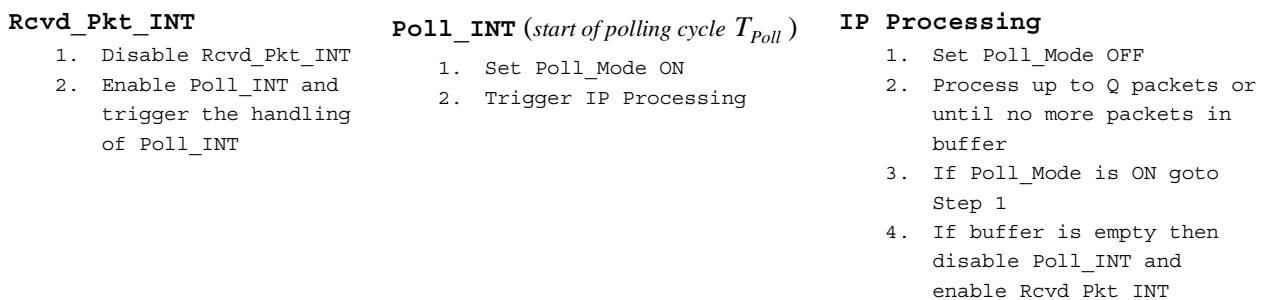 Rcvd_Pkt_INT
1. Disable Rcvd_Pkt_INT
2. Enable Poll_INT and
trigger the handling
of Poll_INT
Poll_INT (start of polling cycle T_Poll )
1. Set Poll_Mode ON
2. Trigger IP Processing
IP Processing
1. Set Poll_Mode OFF
2. Process up to Q packets or
until no more packets in
buffer
3. If Poll_Mode is ON goto
Step 1
4. If buffer is empty then
disable Poll_INT and
enable Rcvd_Pkt_INT